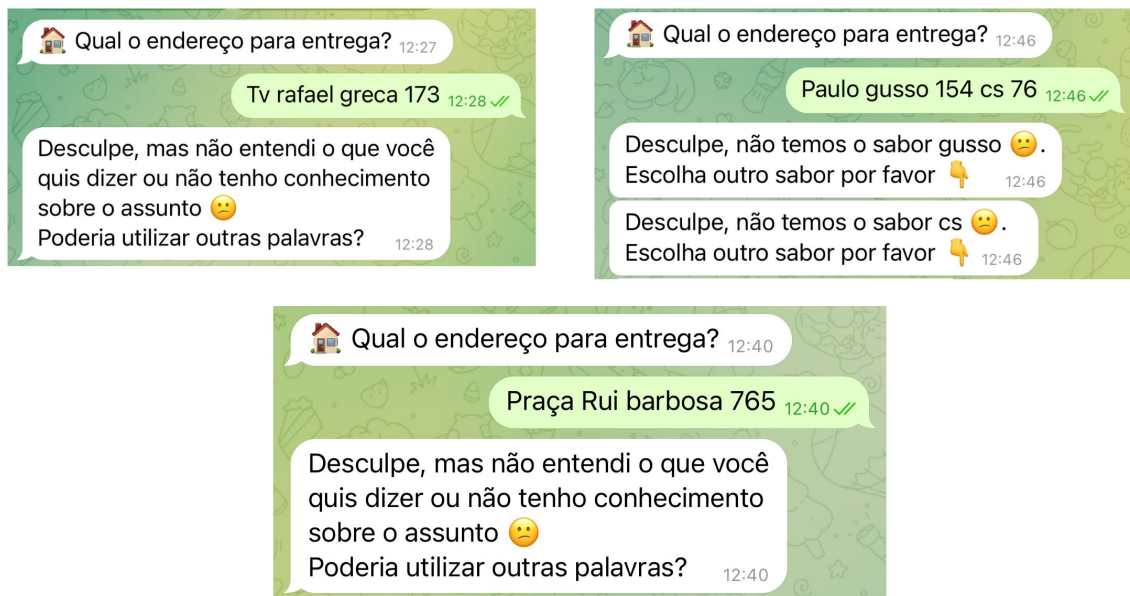 Qual o endereço para entrega? 12:27
Tv rafael greca 173 12:28
Desculpe, mas não entendi o que você
quis dizer ou não tenho conhecimento
sobre o assunto 😕
Poderia utilizar outras palavras? 12:28
🏠 Qual o endereço para entrega? 12:46
Paulo gusso 154 cs 76 12:46
Desculpe, não temos o sabor gusso 😕.
Escolha outro sabor por favor 👇 12:46
Desculpe, não temos o sabor cs 😕.
Escolha outro sabor por favor 👇 12:46
🏠 Qual o endereço para entrega? 12:40
Praça Rui barbosa 765 12:40
Desculpe, mas não entendi o que você
quis dizer ou não tenho conhecimento
sobre o assunto 😕
Poderia utilizar outras palavras? 12:40